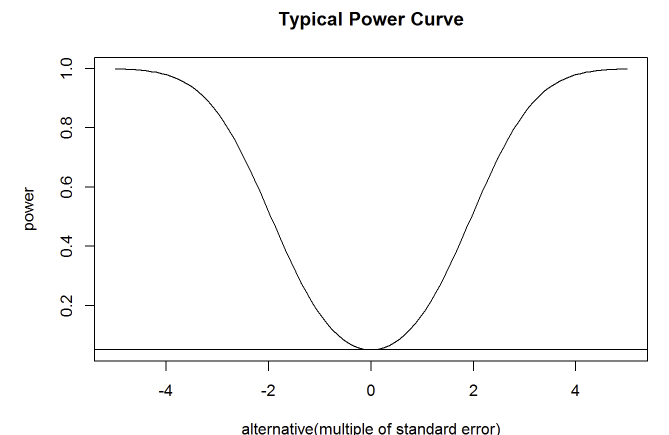 Typical Power Curve
1.0
0.8
0.6
0.4
0.2
power
-4 -2 0 2 4
alternative(multiple of standard error)